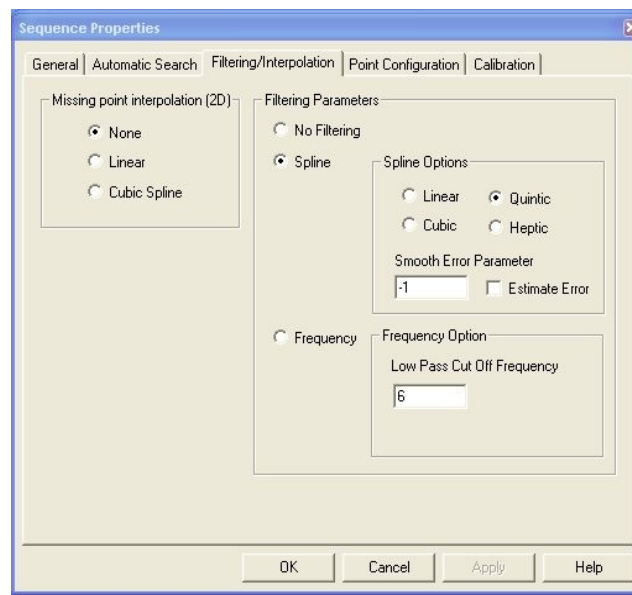 Sequence Properties
General
Automatic Search
Filtering/Interpolation
Point Configuration
Calibration
Missing point interpolation (2D)
None
Linear
Cubic Spline
Filtering Parameters
No Filtering
Spline
Spline Options
Linear
Quintic
Cubic
Heptic
Smooth Error Parameter
-1
Estimate Error
Frequency
Frequency Option
Low Pass Cut Off Frequency
6
OK
Cancel
Apply
Help